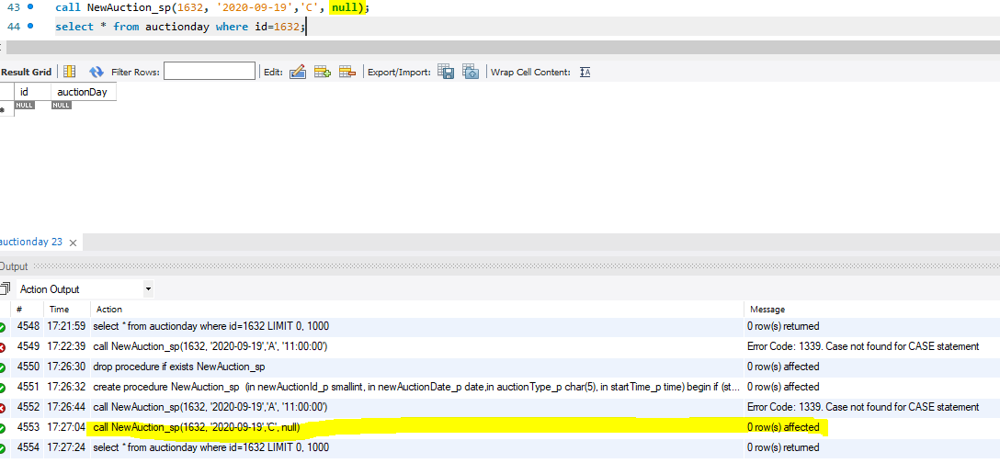 43 call NewAuction_sp(1632, '2020-09-19','C', null);
44 select * from auctionday where id=1632;
Result Grid Filter Rows: Edit: Export/Import: Wrap Cell Content: IA
id auctionDay
* NULL NULL
auctionday 23
Output
Action Output
# Time Action Message
4548 17:21:59 select * from auctionday where id=1632 LIMIT 0, 1000 0 row(s) returned
4549 17:22:39 call NewAuction_sp(1632, '2020-09-19','A', '11:00:00') Error Code: 1339. Case not found for CASE statement
4550 17:26:30 drop procedure if exists NewAuction_sp 0 row(s) affected
4551 17:26:32 create procedure NewAuction_sp (in newAuctionId_p smallint, in newAuctionDate_p date,in auctionType_p char(5), in startTime_p time) begin if (st... 0 row(s) affected
4552 17:26:44 call NewAuction_sp(1632, '2020-09-19','A', '11:00:00') Error Code: 1339. Case not found for CASE statement
4553 17:27:04 call NewAuction_sp(1632, '2020-09-19','C', null) 0 row(s) affected
4554 17:27:24 select * from auctionday where id=1632 LIMIT 0, 1000 0 row(s) returned